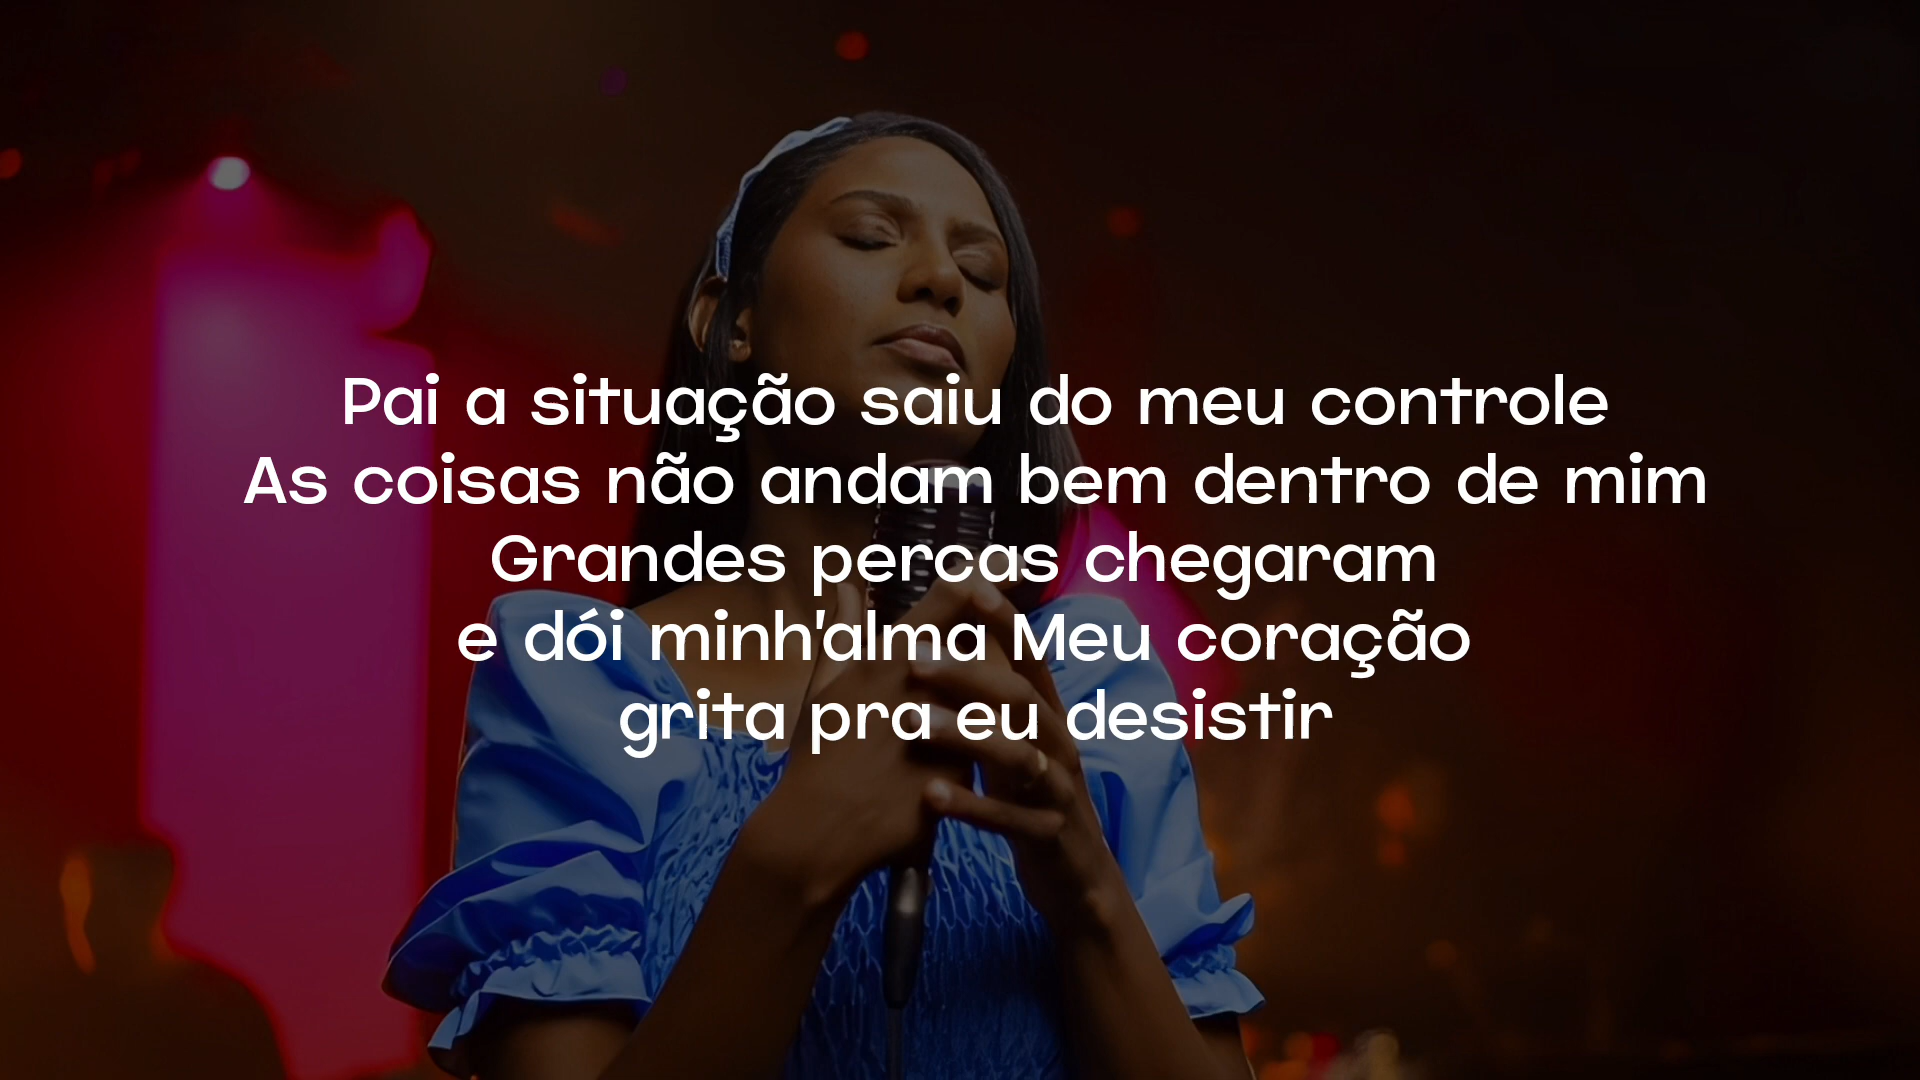 Pai a situação saiu do meu controle
As coisas não andam bem dentro de mim
Grandes percas chegaram
e dói minh'alma Meu coração
grita pra eu desistir